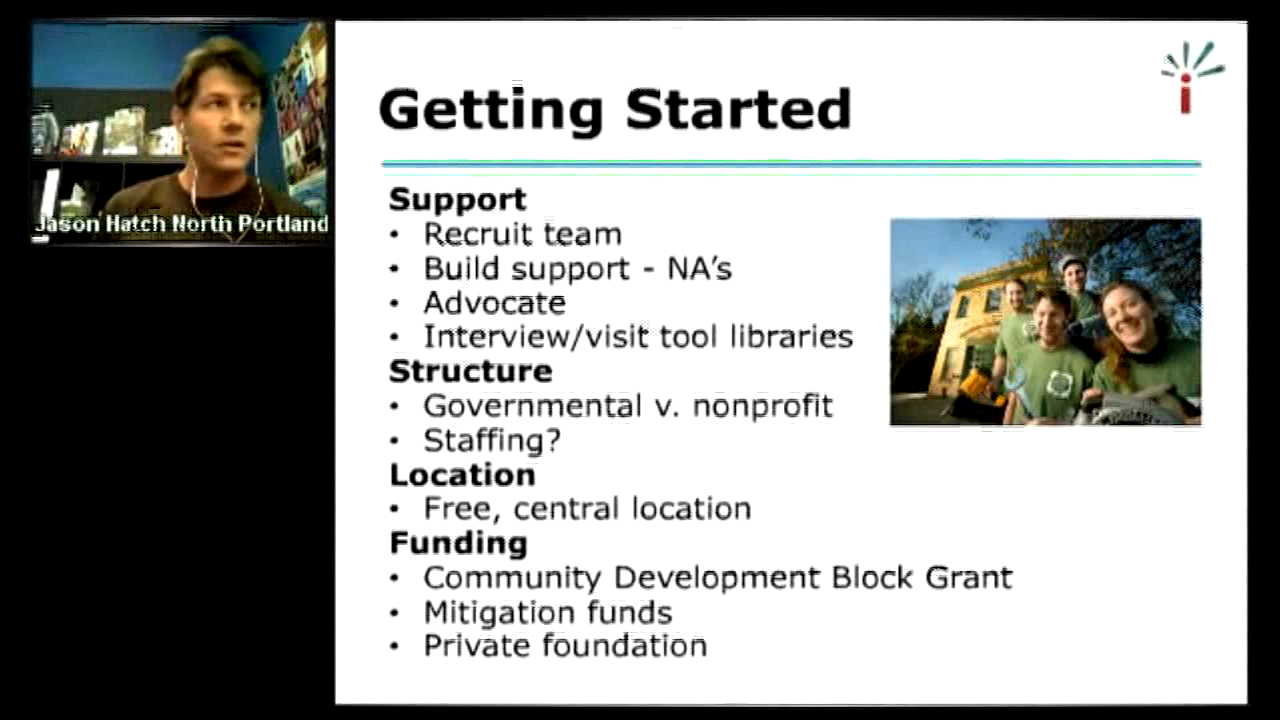 Getting Started
Support
• Recruit team
• Build support - NA's
• Advocate
• Interview/visit tool libraries
Structure
• Governmental v. nonprofit
• Staffing?
Location
• Free, central location
Funding
• Community Development Block Grant
• Mitigation funds
• Private foundation
Jason Hatch North Portland